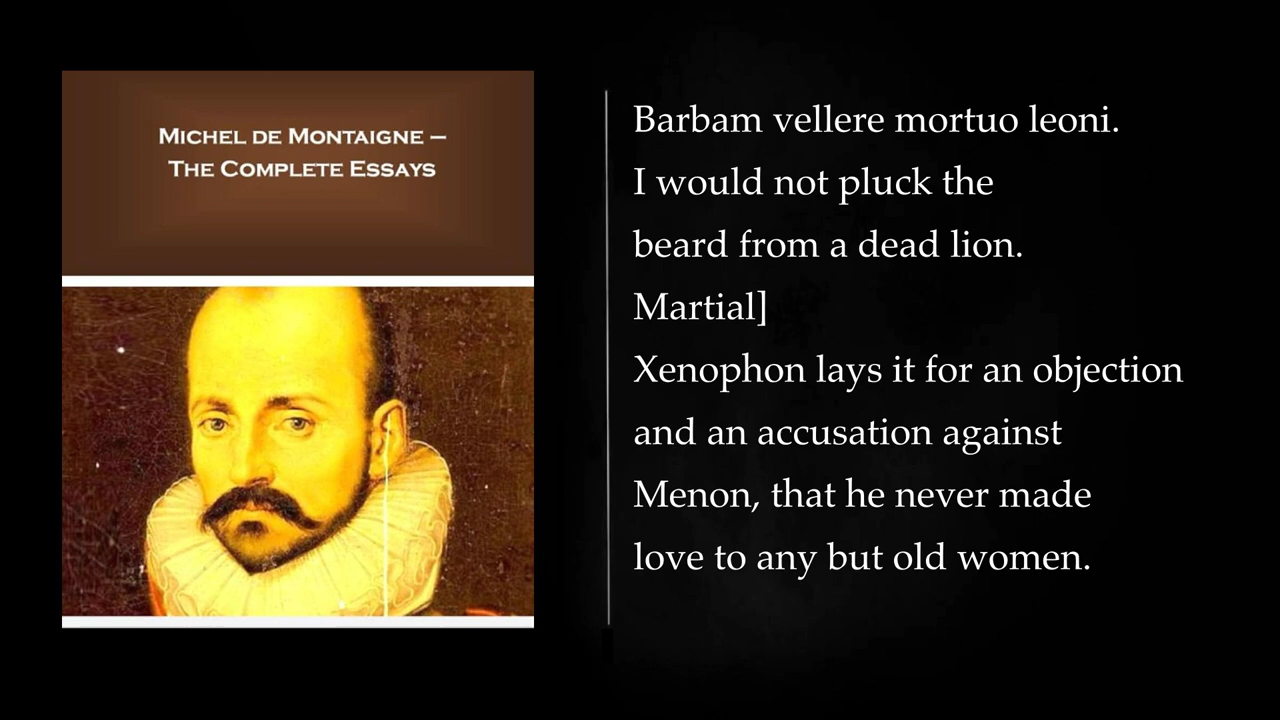 MICHEL DE MONTAIGNE –
THE COMPLETE ESSAYS
Barbam vellere mortuo leoni.
I would not pluck the
beard from a dead lion.
Martial]
Xenophon lays it for an objection
and an accusation against
Menon, that he never made
love to any but old women.